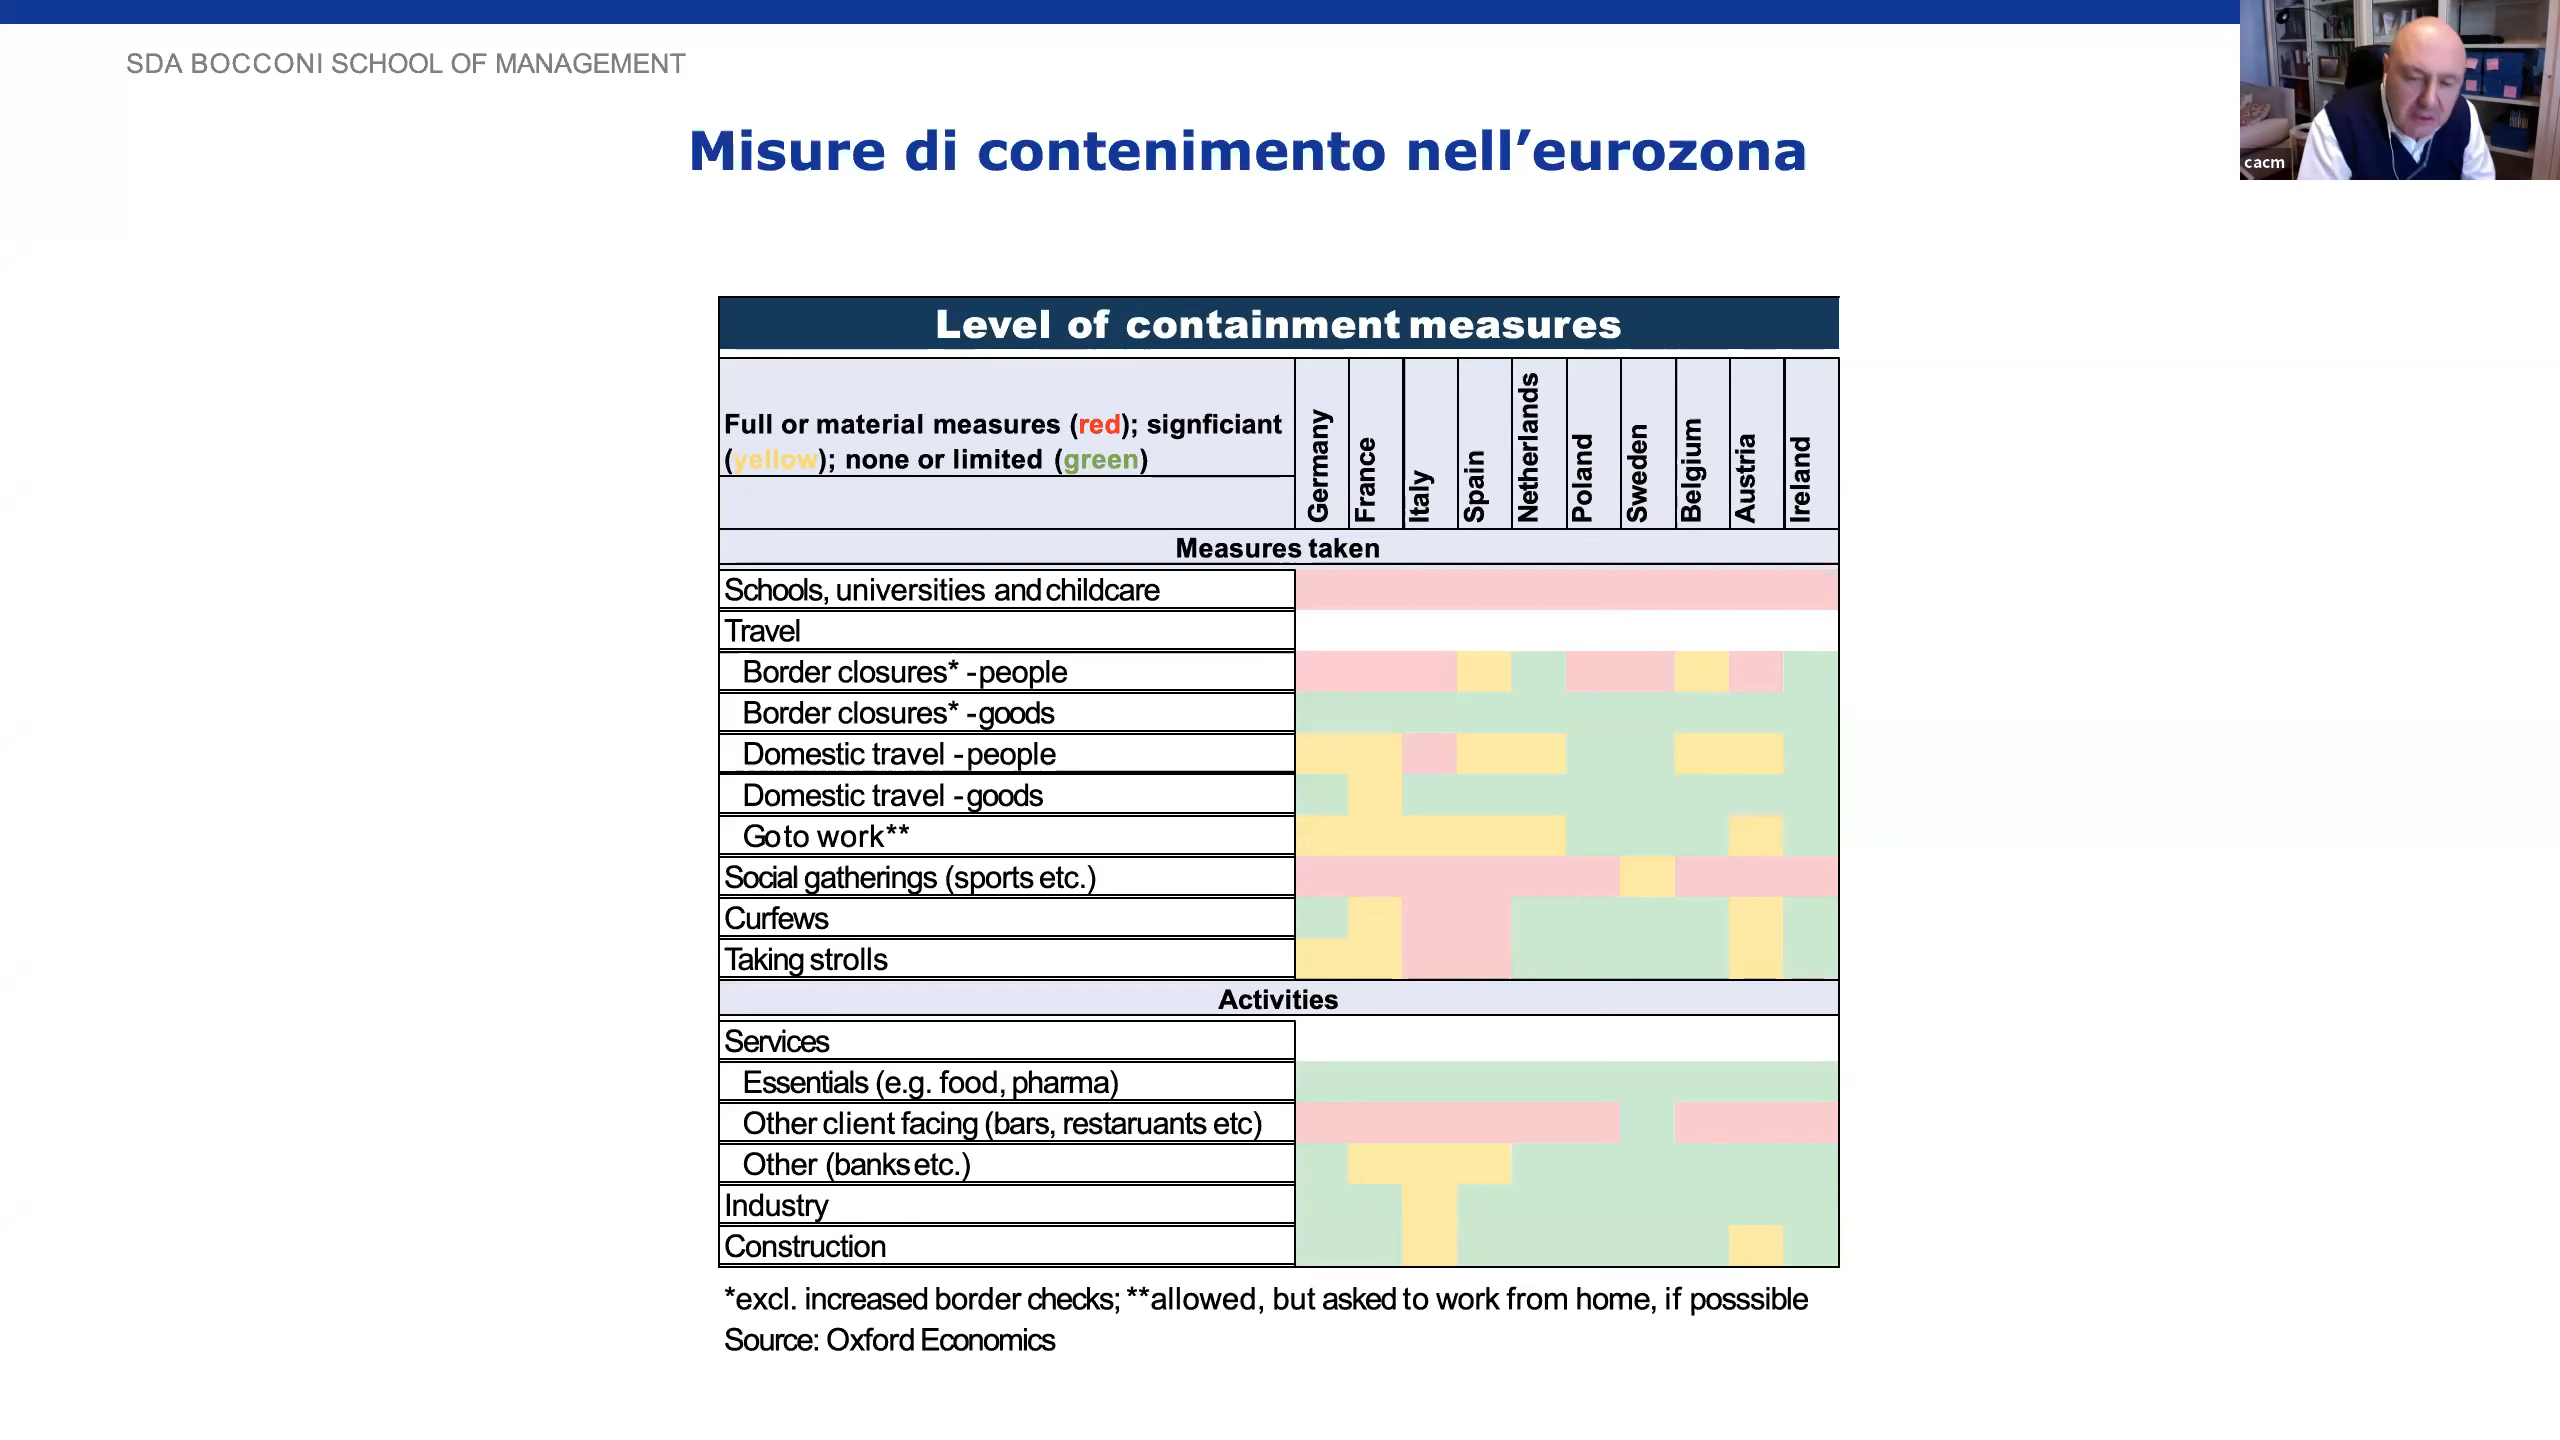 SDA BOCCONI SCHOOL OF MANAGEMENT
cacm
Misure di contenimento nell’eurozona
Level of containment measures
Full or material measures (red); signficiant
(yellow); none or limited (green)
Germany
France
Italy
Spain
Netherlands
Poland
Sweden
Belgium
Austria
Ireland
Measures taken
Schools, universities and childcare
Travel
Border closures* - people
Border closures* - goods
Domestic travel - people
Domestic travel - goods
Go to work**
Social gatherings (sports etc.)
Curfews
Taking strolls
Activities
Services
Essentials (e.g. food, pharma)
Other client facing (bars, restaruants etc)
Other (banks etc.)
Industry
Construction
*excl. increased border checks; **allowed, but asked to work from home, if posssible
Source: Oxford Economics